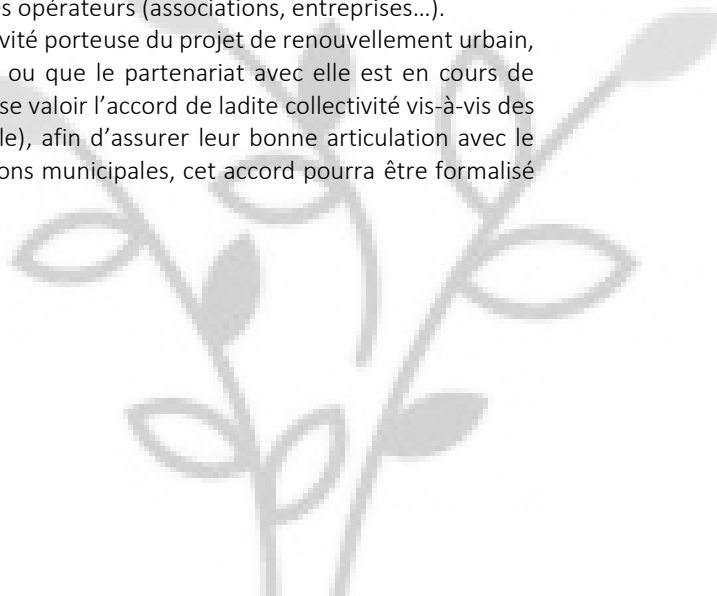 s opérateurs (associations, entreprises…).
vité porteuse du projet de renouvellement urbain,
ou que le partenariat avec elle est en cours de
se valoir l’accord de ladite collectivité vis-à-vis des
le), afin d’assurer leur bonne articulation avec le
ons municipales, cet accord pourra être formalisé